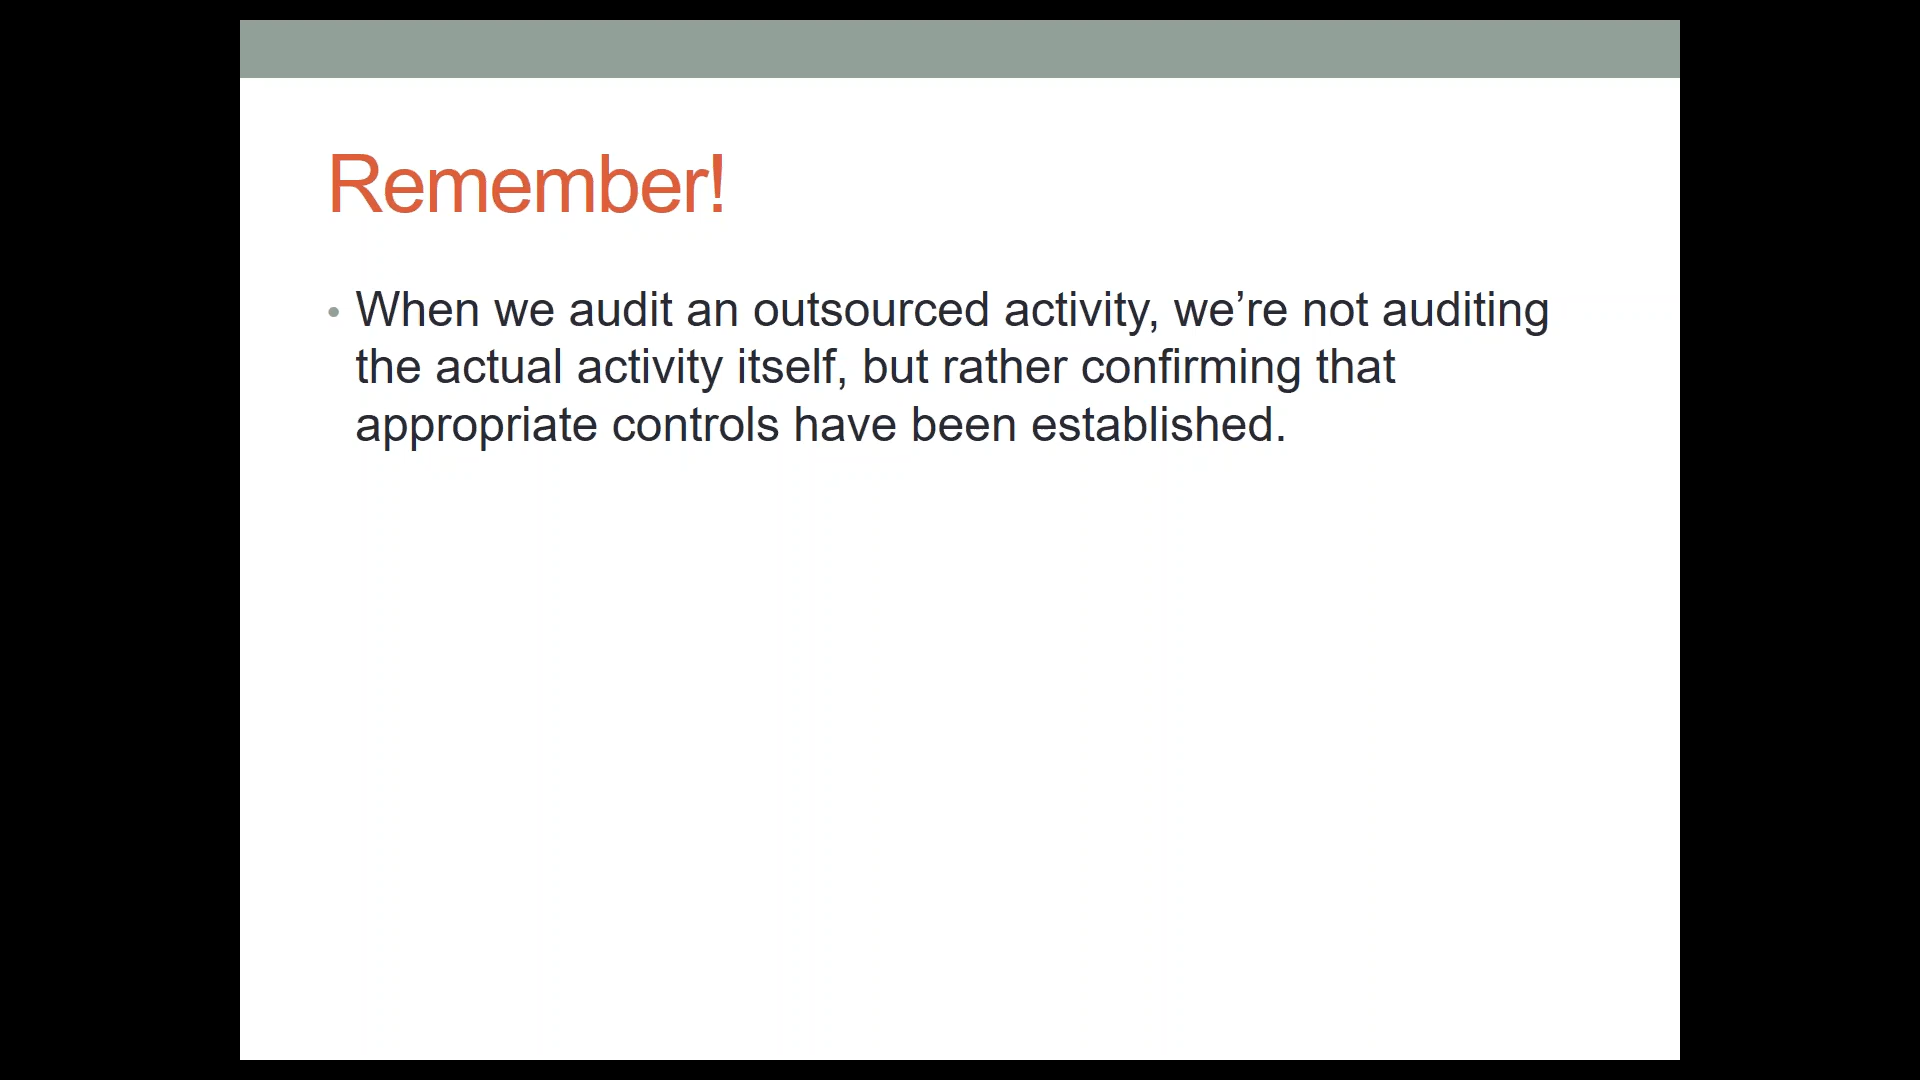 Remember!
• When we audit an outsourced activity, we’re not auditing
the actual activity itself, but rather confirming that
appropriate controls have been established.